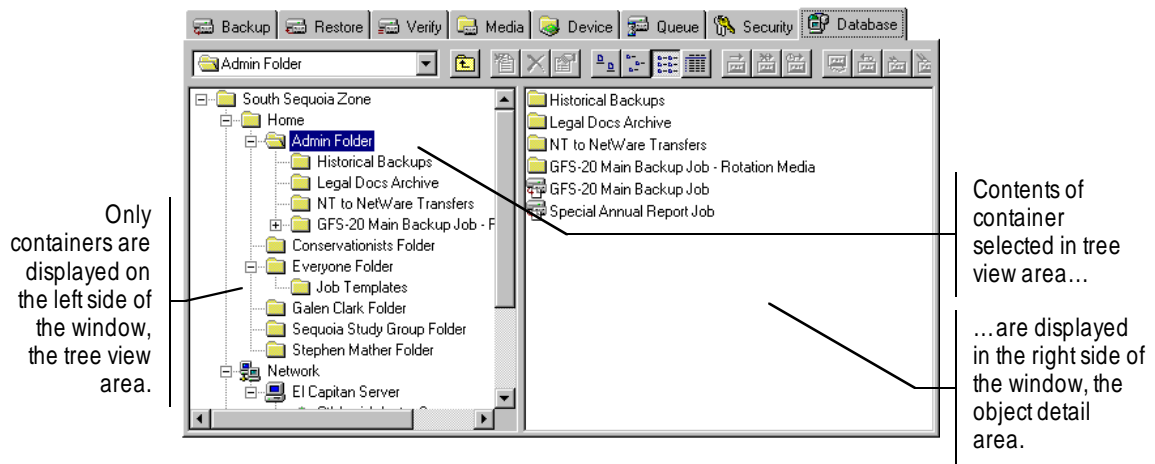 Backup Restore Verify Media Device Queue Security Database
Admin Folder
South Sequoia Zone
Home
Admin Folder
Historical Backups
Legal Docs Archive
NT to NetWare Transfers
GFS-20 Main Backup Job - F
Conservationists Folder
Everyone Folder
Job Templates
Galen Clark Folder
Sequoia Study Group Folder
Stephen Mather Folder
Network
El Capitan Server
Historical Backups
Legal Docs Archive
NT to NetWare Transfers
GFS-20 Main Backup Job - Rotation Media
GFS-20 Main Backup Job
Special Annual Report Job
Only
containers are
displayed on
the left side of
the window,
the tree view
area.
Contents of
container
selected in tree
view area…
…are displayed
in the right side of
the window, the
object detail
area.